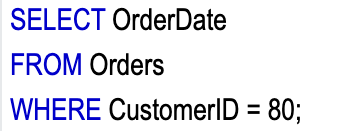 SELECT OrderDate
FROM Orders
WHERE CustomerID = 80;